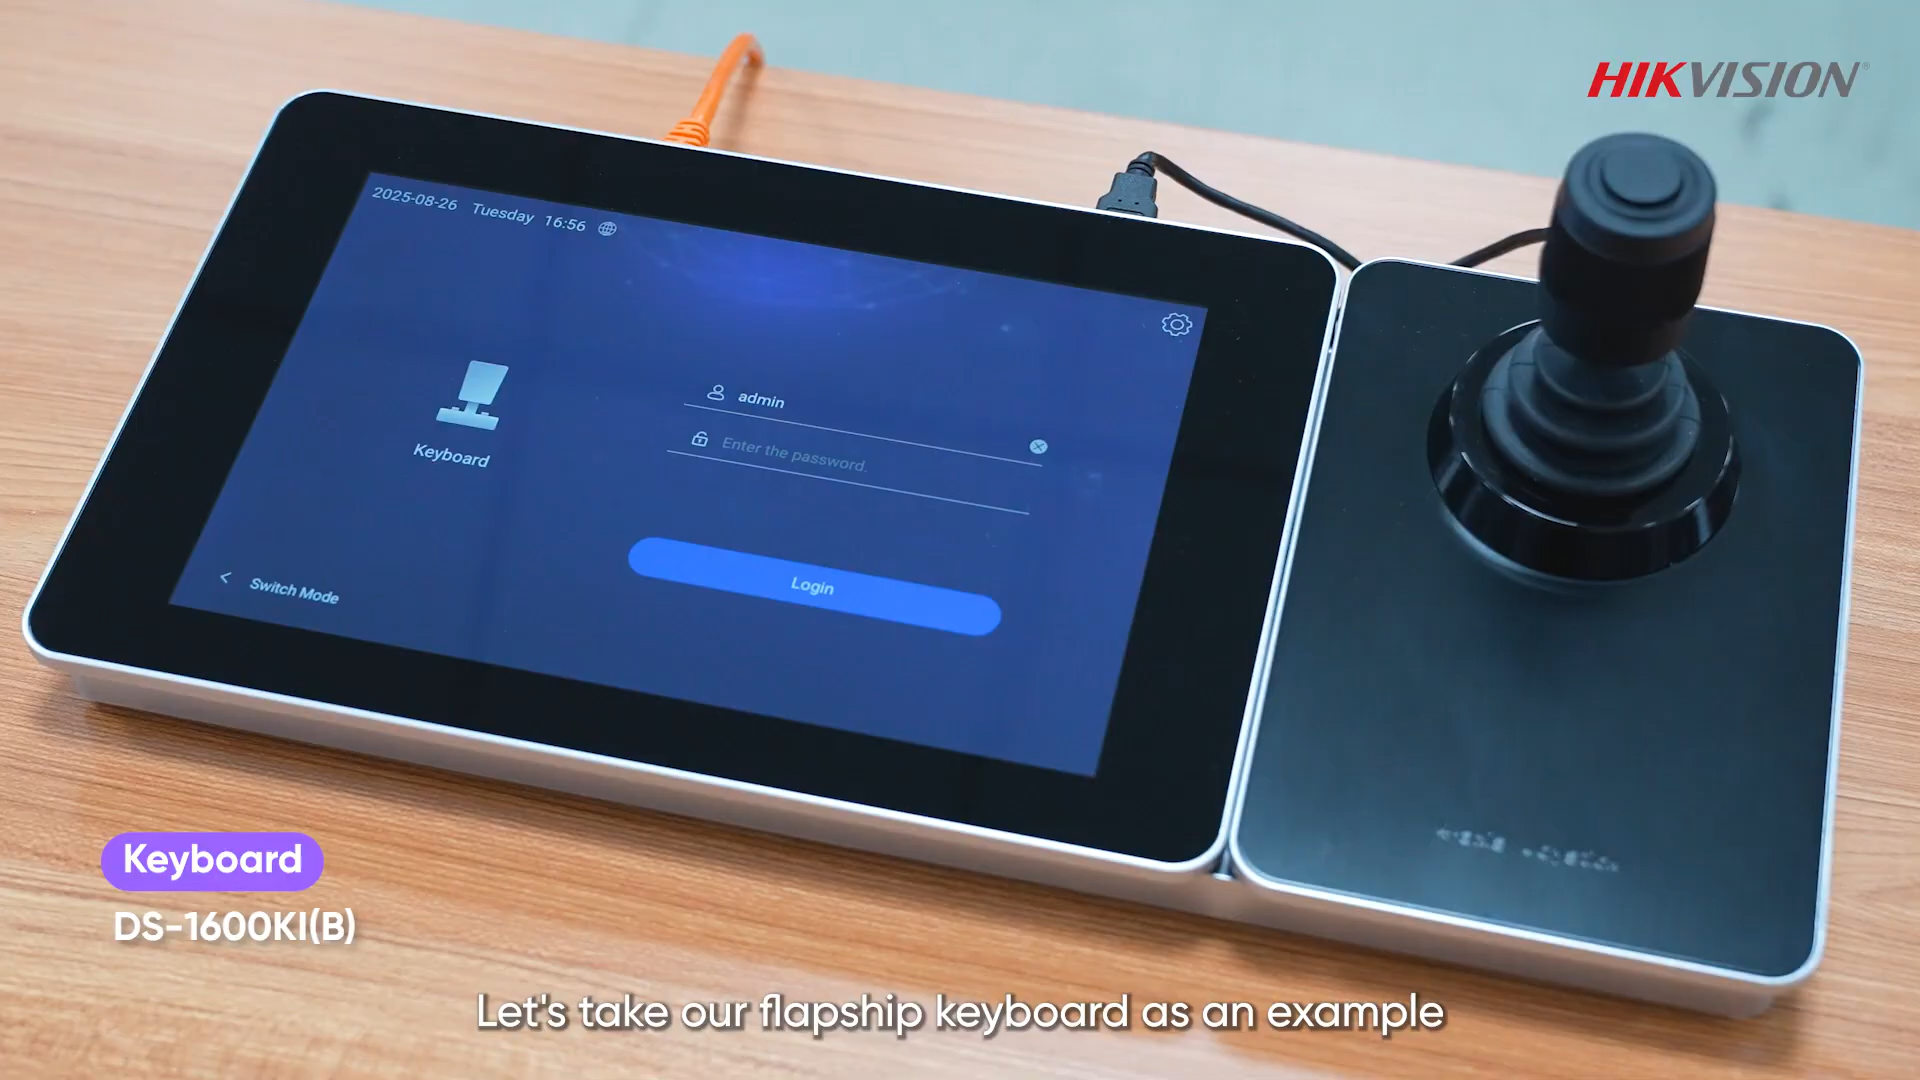 HIKVISION®
2025-08-26 Tuesday 16:56
admin
Enter the password.
Keyboard
Login
Switch Mode
Keyboard
DS-1600KI(B)
Let's take our flapship keyboard as an example